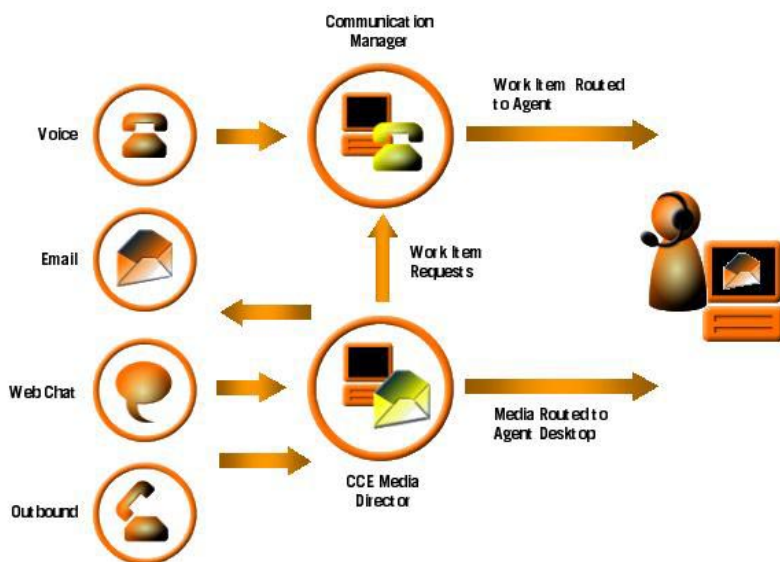 Communication
Manager
Work Item Routed
to Agent
Voice
Email
Work Item
Requests
Web Chat
Media Routed to
Agent Desktop
CCE Media
Director
Outbound